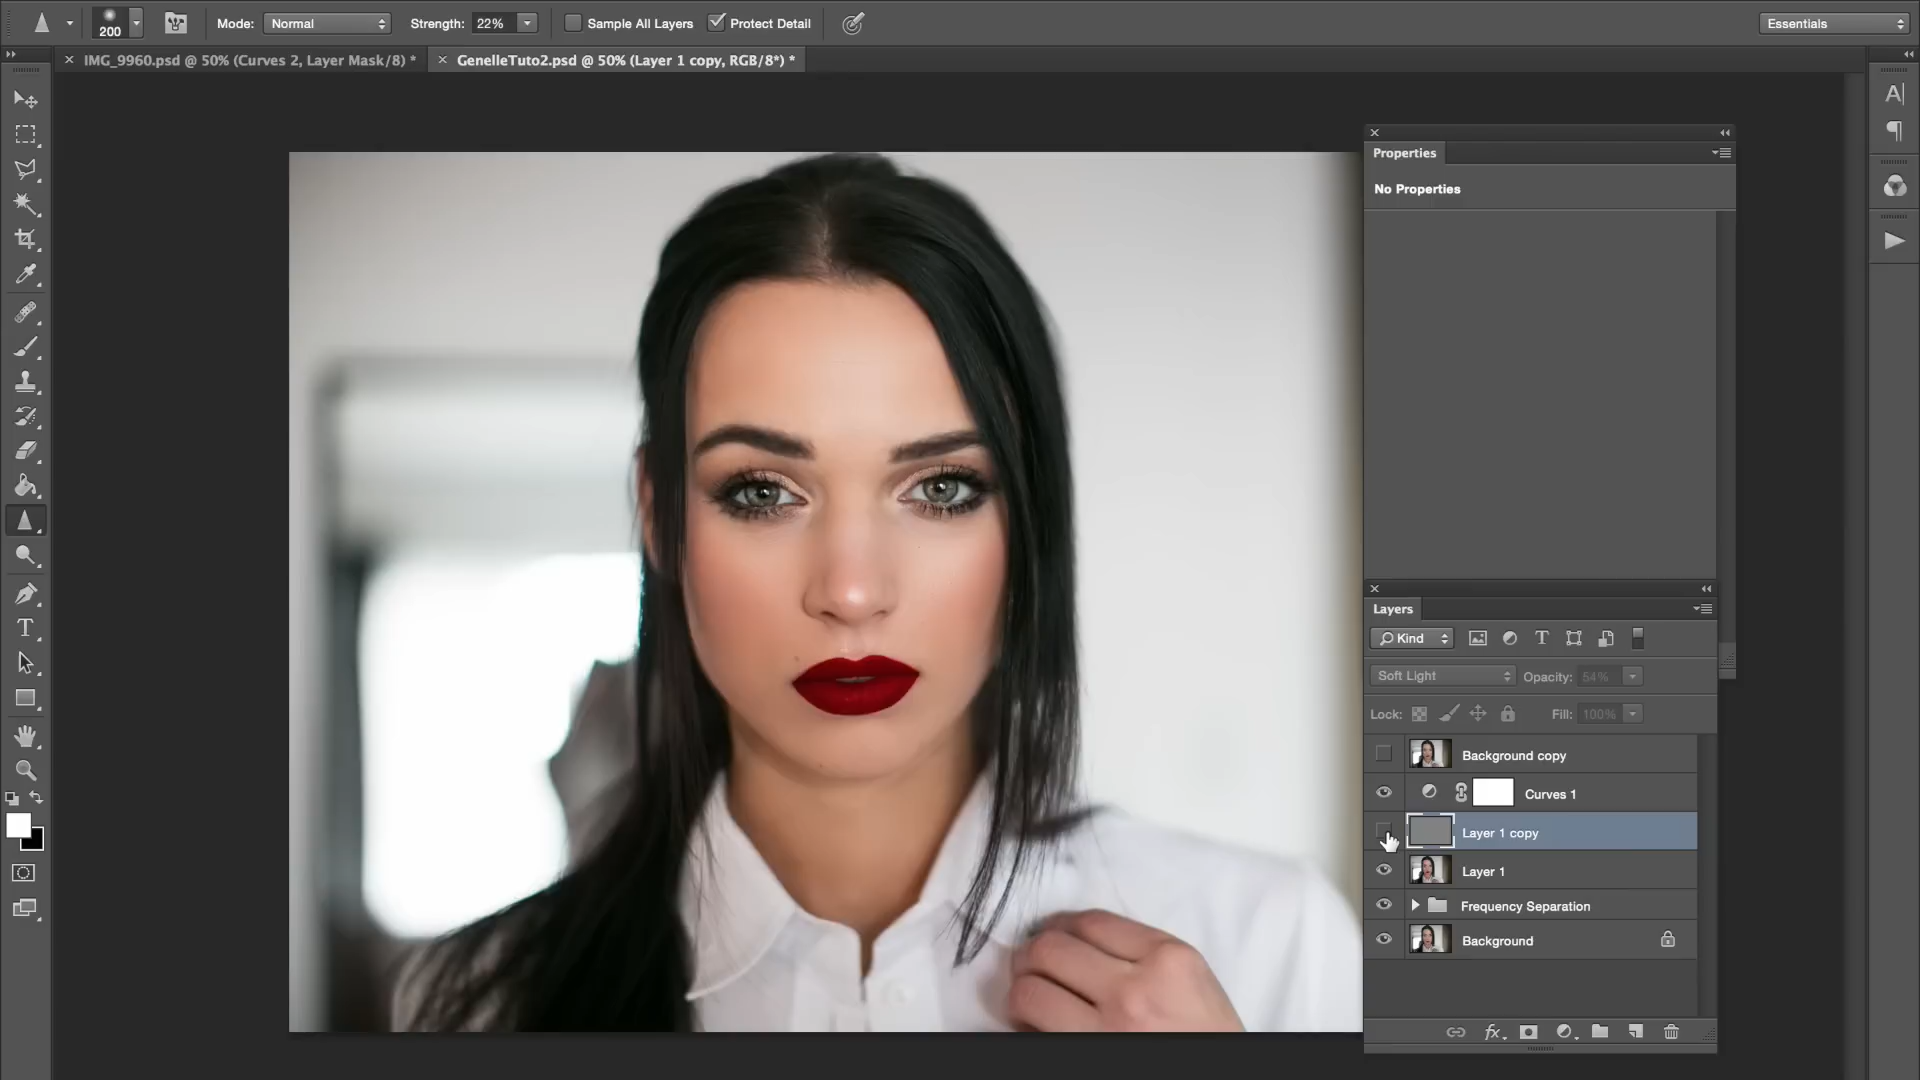 200
Mode: Normal
Strength: 22%
Sample All Layers
Protect Detail
Essentials
IMG_9960.psd @ 50% (Curves 2, Layer Mask/8) *
GenelleTuto2.psd @ 50% (Layer 1 copy, RGB/8*) *
Properties
No Properties
Layers
Kind
Soft Light
Opacity: 54%
Lock:
Fill: 100%
Background copy
Curves 1
Layer 1 copy
Layer 1
Frequency Separation
Background
fx